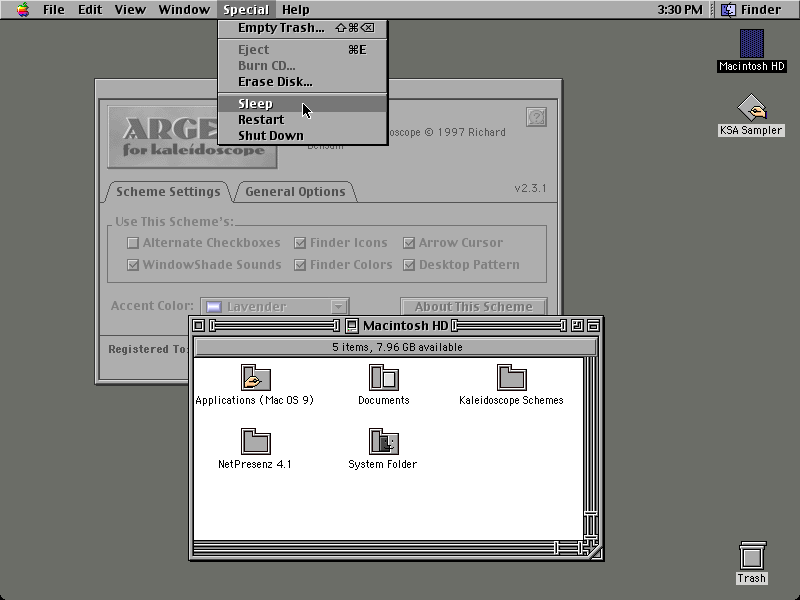 File Edit View Window Special Help 3:30 PM Finder
Empty Trash... ⇧⌘⌫
Eject ⌘E
Burn CD...
Erase Disk...
Sleep
Restart
Shut Down
Macintosh HD
KSA Sampler
for kaleidoscope
oscope © 1997 Richard
Scheme Settings General Options v2.3.1
Use This Scheme's:
Alternate Checkboxes Finder Icons Arrow Cursor
WindowShade Sounds Finder Colors Desktop Pattern
Accent Color: Lavender About This Scheme
Registered To:
Macintosh HD
5 items, 7.96 GB available
Applications (Mac OS 9) Documents Kaleidoscope Schemes
NetPresenz 4.1 System Folder
Trash